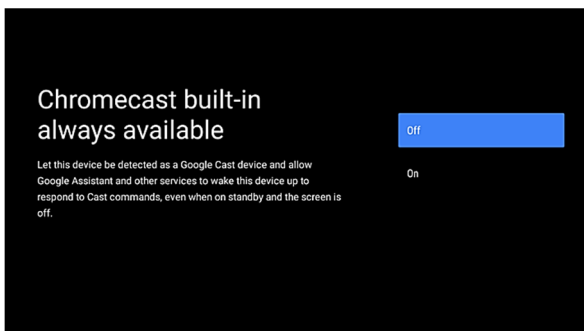 Chromecast built-in
always available
Let this device be detected as a Google Cast device and allow
Google Assistant and other services to wake this device up to
respond to Cast commands, even when on standby and the screen is
off.
Off
On